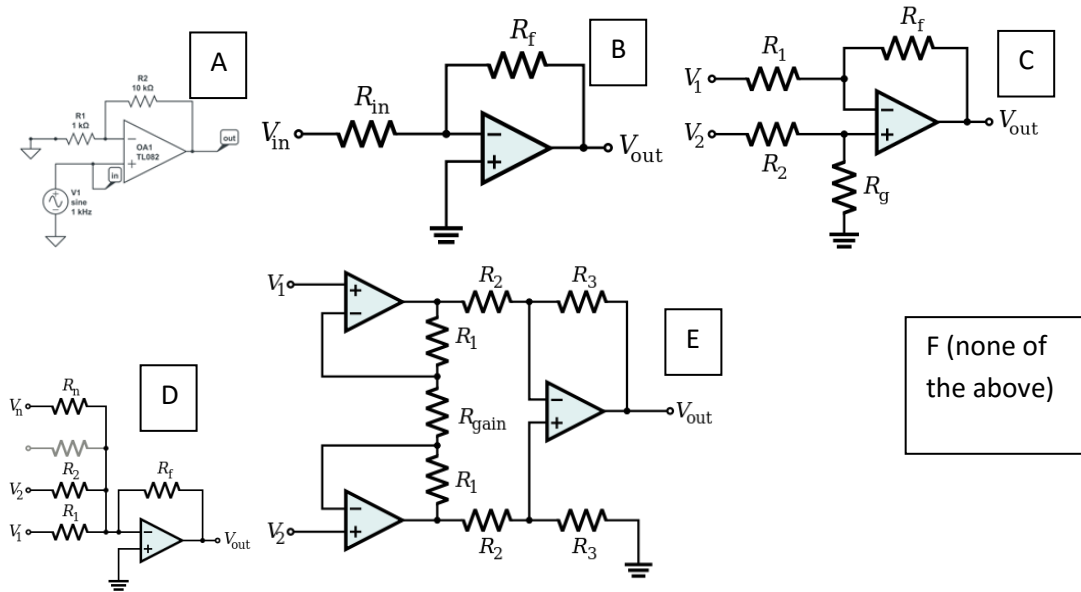 A
R2
10 kΩ
R1
1 kΩ
−
+
OA1
TL082
out
in
V1
sine
1 kHz
B
Rf
Rin
Vin
−
+
Vout
C
Rf
R1
V1
V2
R2
−
+
Vout
Rg
D
Rn
Vn
R2
V2
Rf
R1
V1
−
+
Vout
E
V1
+
−
R2
R3
R1
Rgain
−
+
Vout
R1
−
+
V2
R2
R3
F (none of
the above)